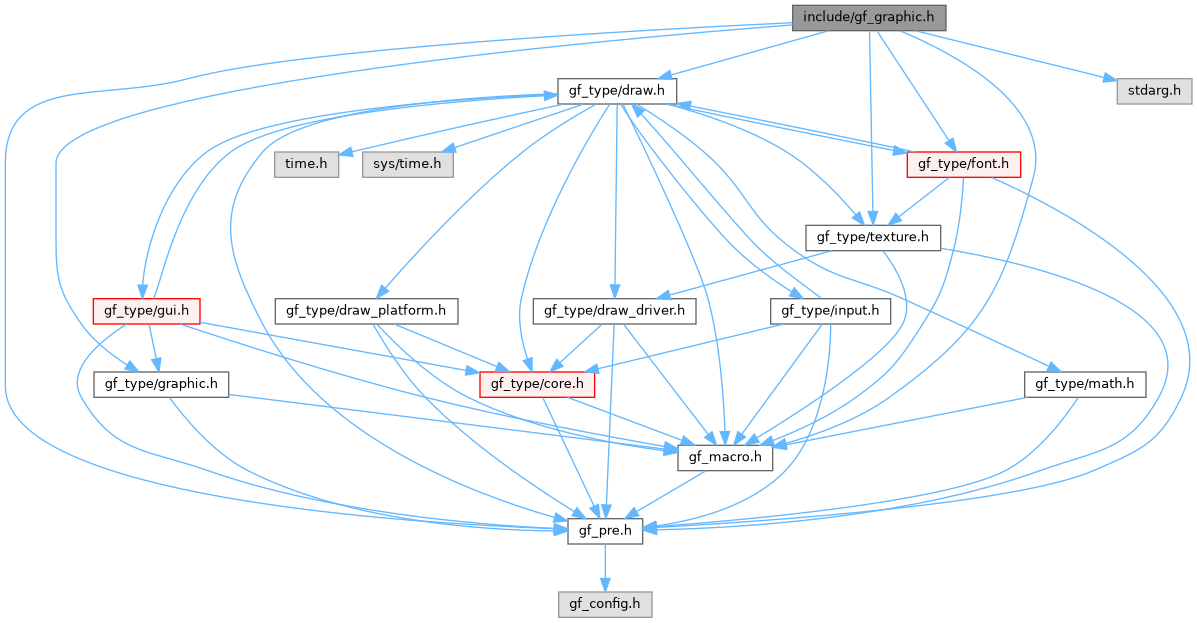 include/gf_graphic.h
gf_type/draw.h
stdarg.h
time.h
sys/time.h
gf_type/font.h
gf_type/texture.h
gf_type/gui.h
gf_type/draw_platform.h
gf_type/draw_driver.h
gf_type/input.h
gf_type/graphic.h
gf_type/core.h
gf_type/math.h
gf_macro.h
gf_pre.h
gf_config.h